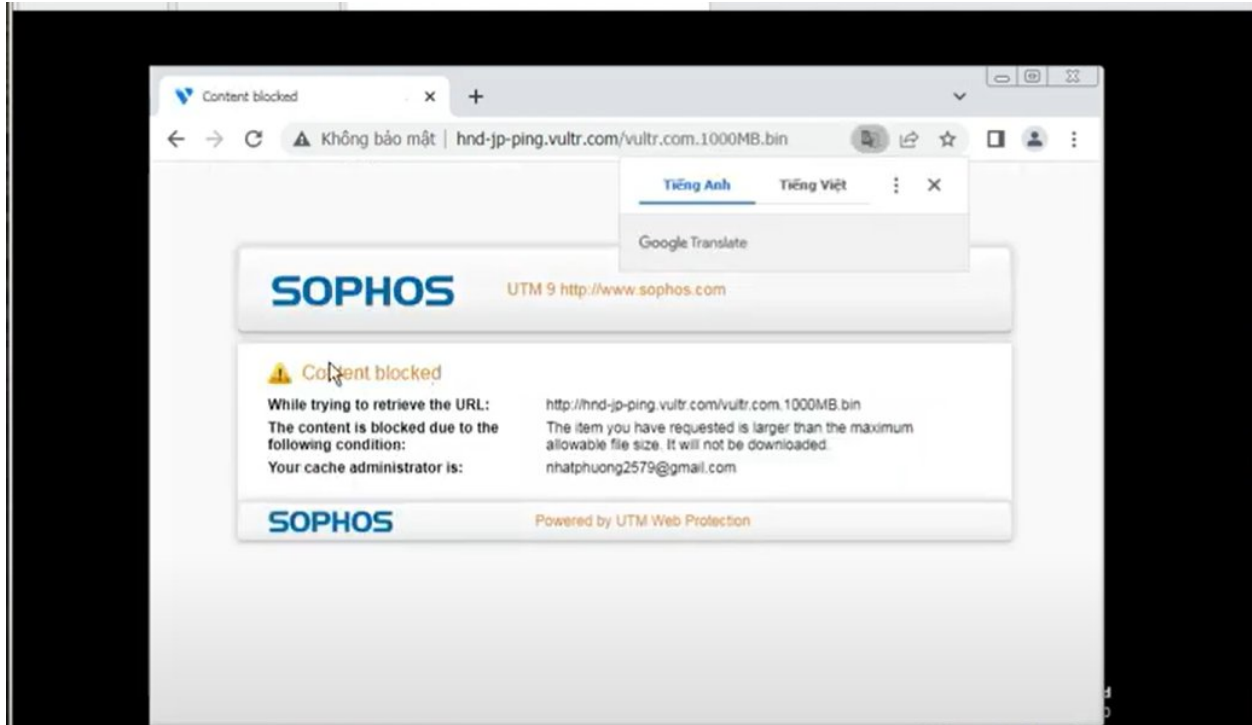 Content blocked
Không bảo mật | hnd-jp-ping.vultr.com/vultr.com.1000MB.bin
Tiếng Anh Tiếng Việt
Google Translate
SOPHOS UTM 9 http://www.sophos.com
Content blocked
While trying to retrieve the URL: http://hnd-jp-ping.vultr.com/vultr.com.1000MB.bin
The content is blocked due to the The item you have requested is larger than the maximum
following condition: allowable file size. It will not be downloaded.
Your cache administrator is: nhatphuong2579@gmail.com
SOPHOS Powered by UTM Web Protection